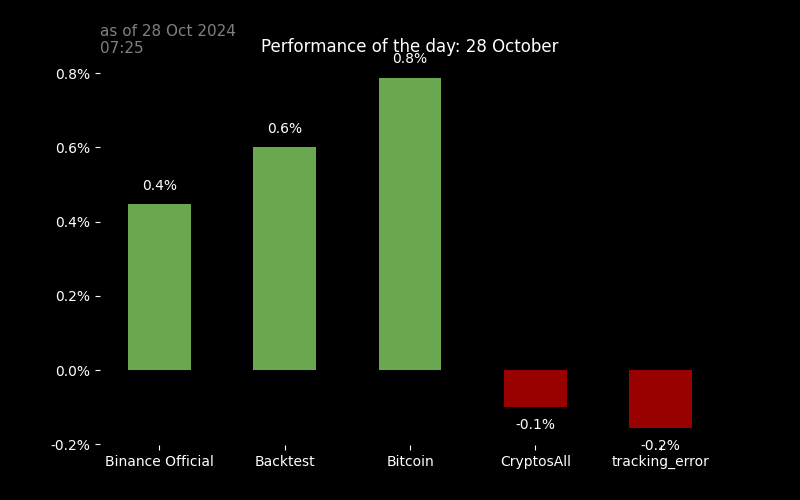 as of 28 Oct 2024
07:25
Performance of the day: 28 October
0.8%
0.6%
0.4%
0.2%
0.0%
-0.2%
0.4%
0.6%
0.8%
-0.1%
-0.2%
Binance Official
Backtest
Bitcoin
CryptosAll
tracking_error